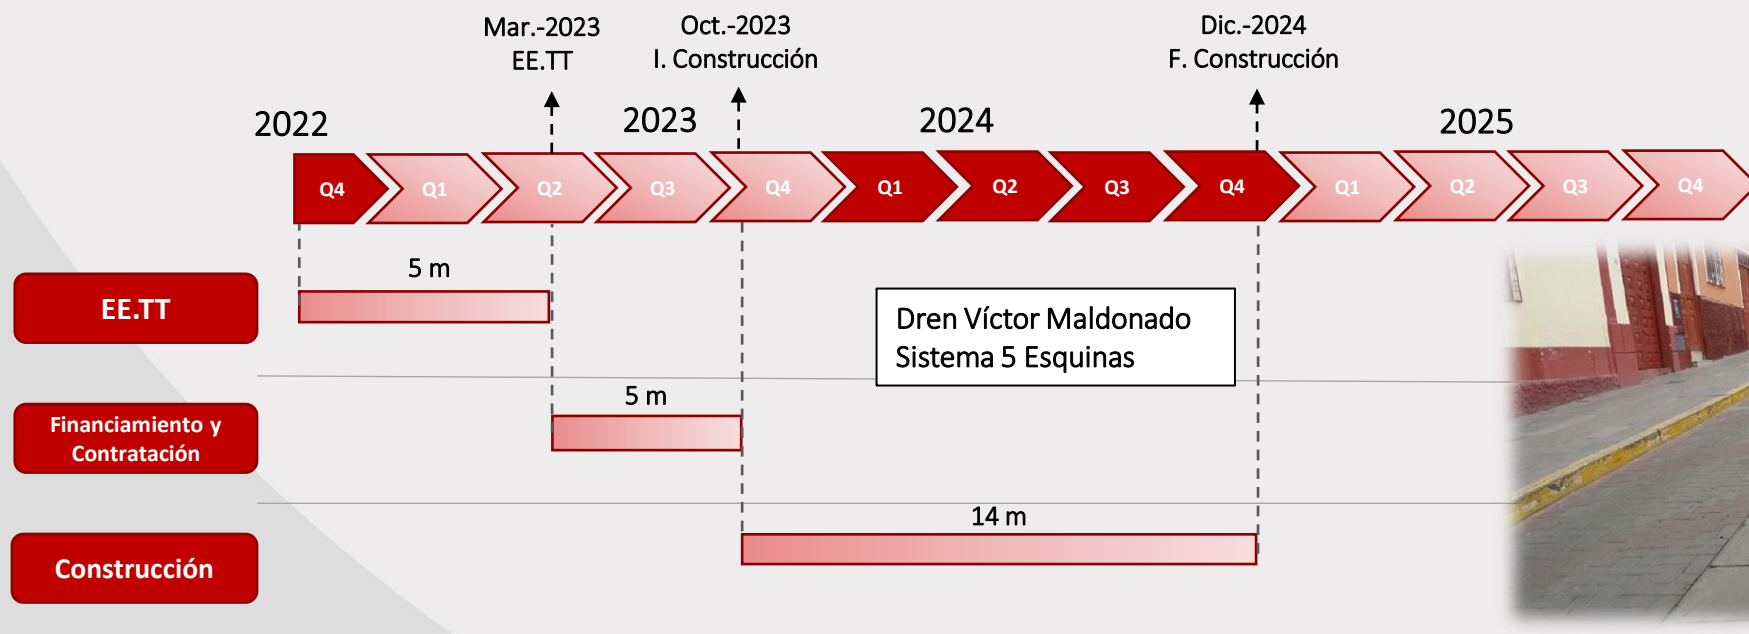 Mar.-2023
EE.TT
Oct.-2023
I. Construcción
Dic.-2024
F. Construcción
2022
2023
2024
2025
Q4
Q1
Q2
Q3
Q4
Q1
Q2
Q3
Q4
Q1
Q2
Q3
Q4
EE.TT
5 m
Dren Víctor Maldonado
Sistema 5 Esquinas
Financiamiento y
Contratación
5 m
Construcción
14 m